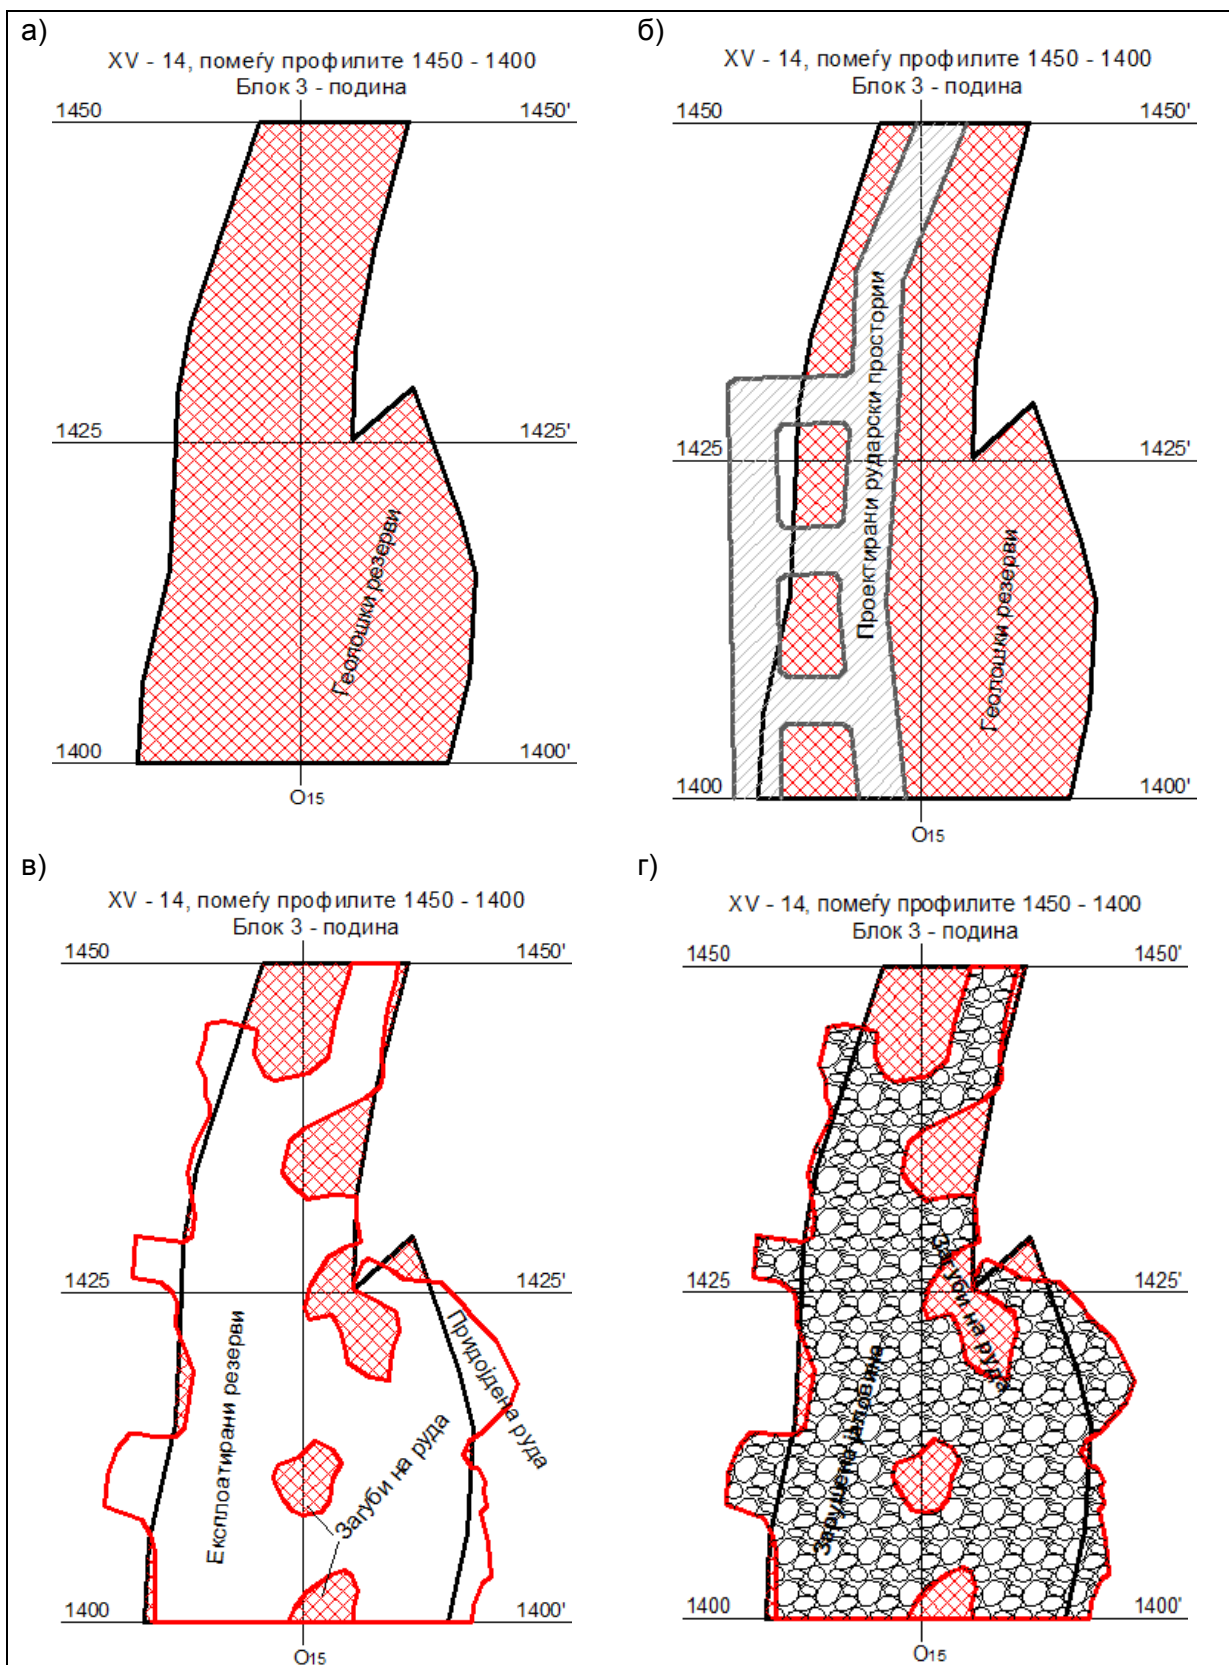 а)
XV - 14, помеѓу профилите 1450 - 1400
Блок 3 - подина
1450
1450'
1425
1425'
Геолошки резерви
1400
1400'
O15
б)
XV - 14, помеѓу профилите 1450 - 1400
Блок 3 - подина
1450
1450'
Проектирани рударски простории
1425
1425'
Геолошки резерви
1400
1400'
O15
в)
XV - 14, помеѓу профилите 1450 - 1400
Блок 3 - подина
1450
1450'
1425
1425'
Експлоатирани резерви
Загуби на руда
Придојдена руда
1400
1400'
O15
г)
XV - 14, помеѓу профилите 1450 - 1400
Блок 3 - подина
1450
1450'
1425
1425'
Загуби на руда
Зарушена јаловина
1400
1400'
O15